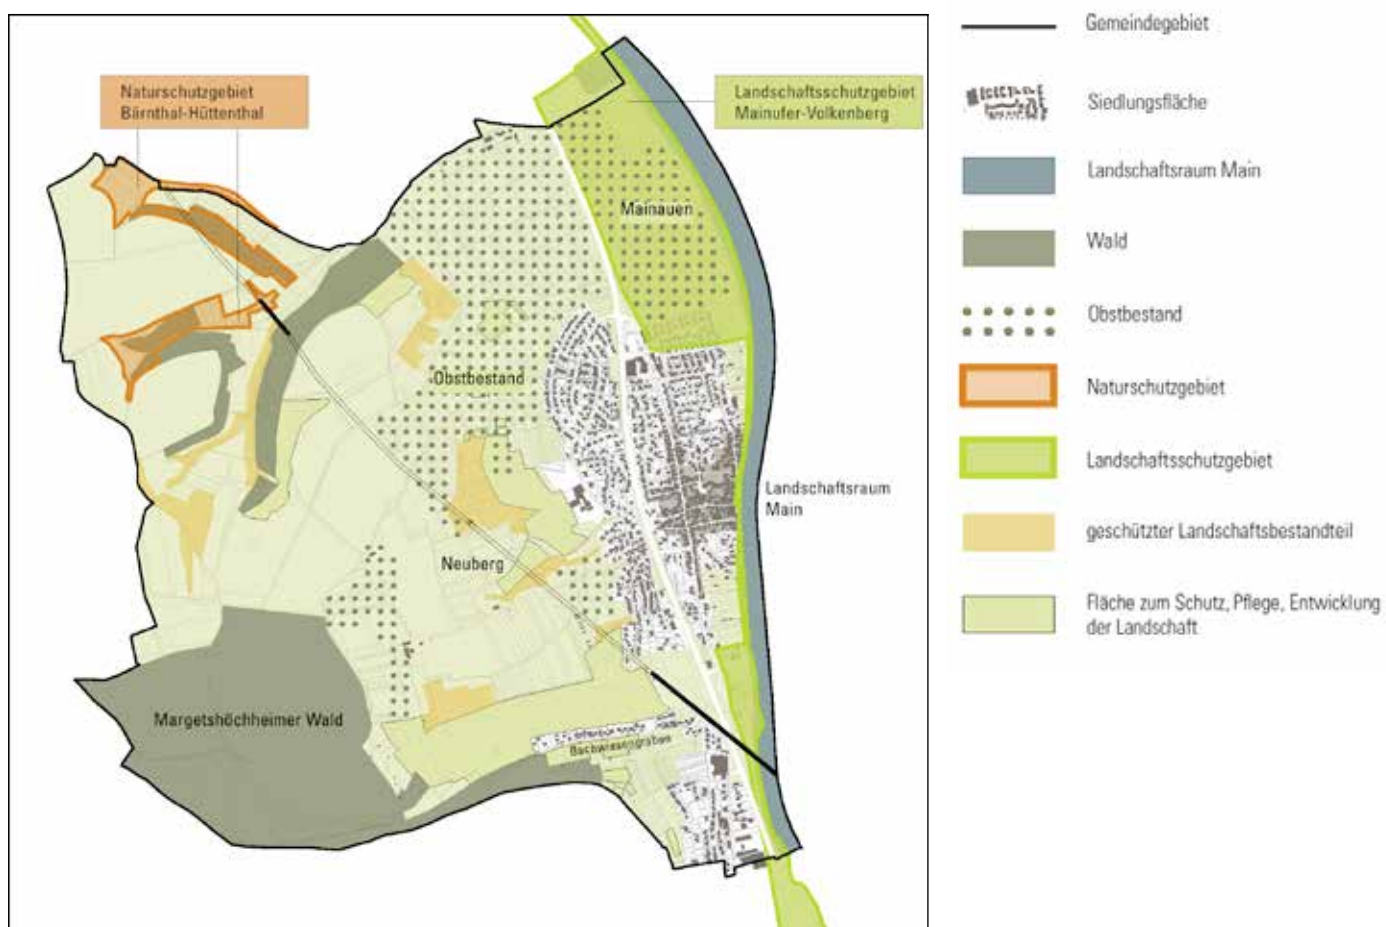 Naturschutzgebiet
Bärnthal-Hüttenthal
Landschaftsschutzgebiet
Mainufer-Volkenberg
Mainauen
Obstbestand
Landschaftsraum
Main
Neuberg
Margetshöchheimer Wald
Bachwiesengraben
Gemeindegebiet
Siedlungsfläche
Landschaftsraum Main
Wald
Obstbestand
Naturschutzgebiet
Landschaftsschutzgebiet
geschützter Landschaftsbestandteil
Fläche zum Schutz, Pflege, Entwicklung
der Landschaft